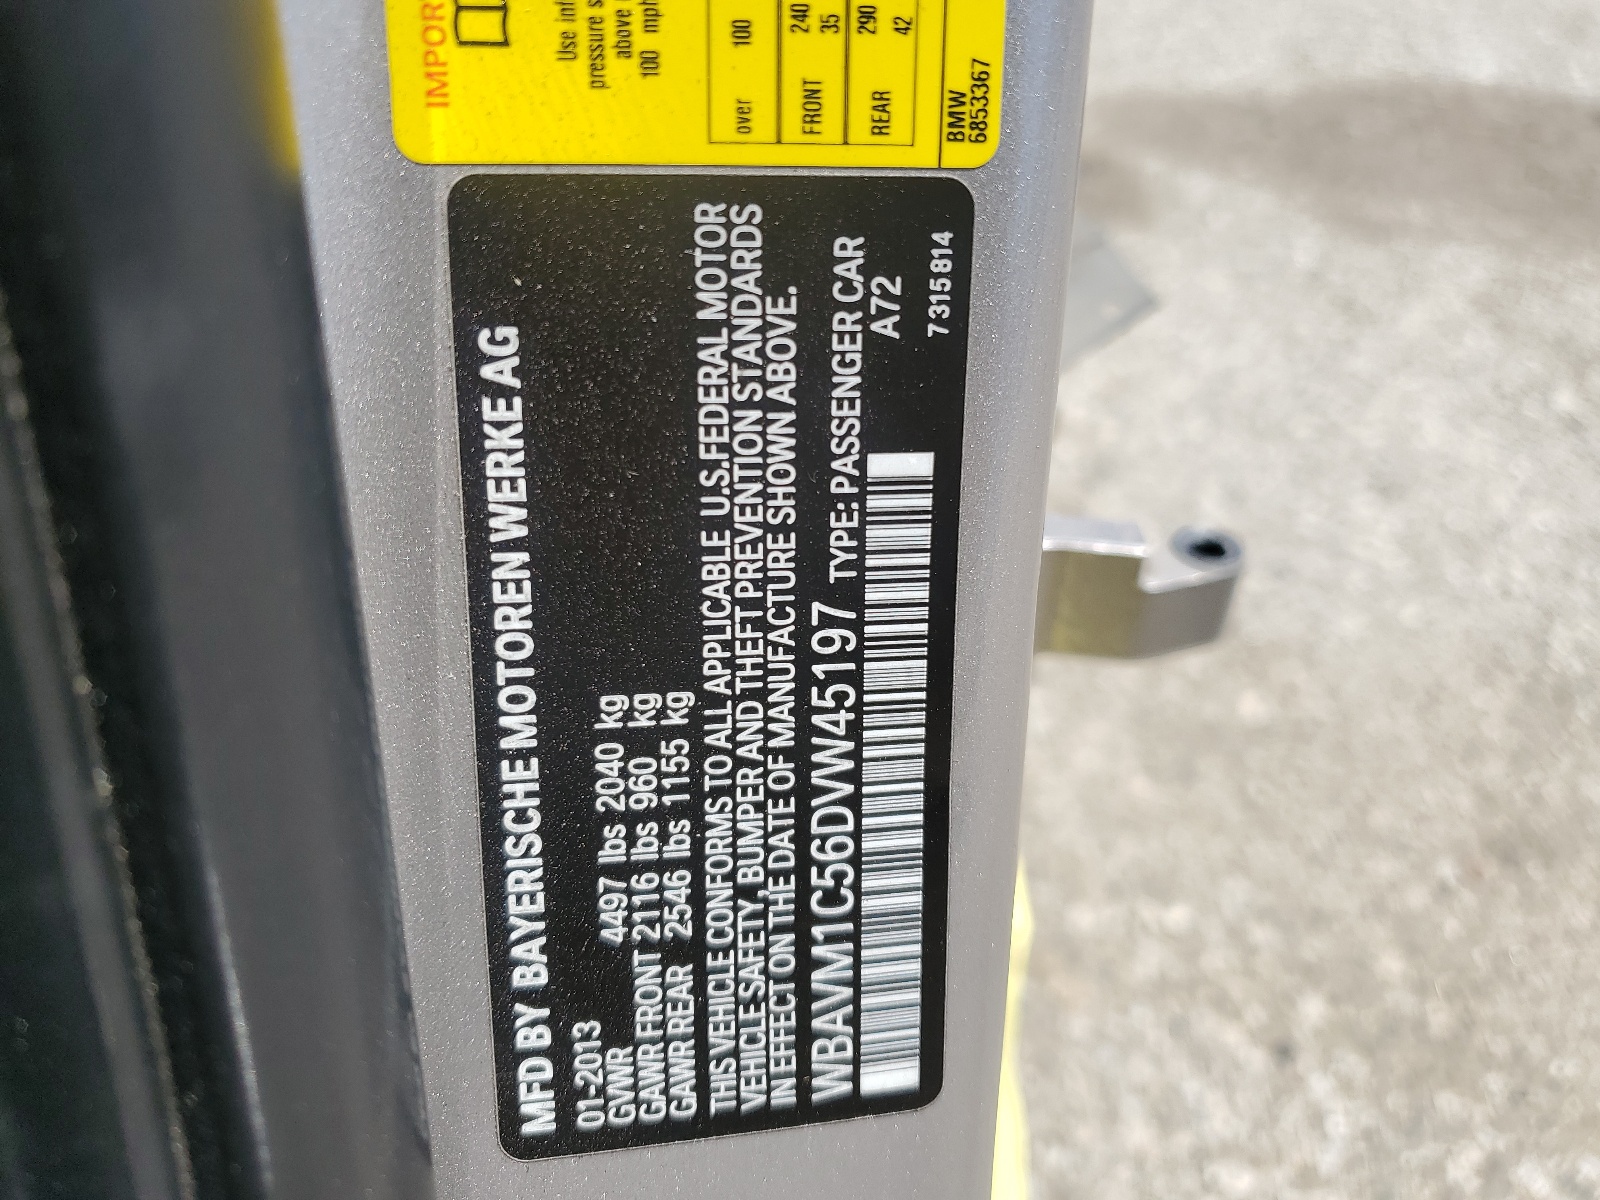 MFD BY BAYERISCHE MOTOREN WERKE AG
01-2013
GVWR 4497 lbs 2040 kg
GAWR FRONT 2116 lbs 960 kg
GAWR REAR 2546 lbs 1155 kg
THIS VEHICLE CONFORMS TO ALL APPLICABLE U.S.FEDERAL MOTOR
VEHICLE SAFETY, BUMPER AND THEFT PREVENTION STANDARDS
IN EFFECT ON THE DATE OF MANUFACTURE SHOWN ABOVE.
WBAVM1C56DVW45197 TYPE: PASSENGER CAR
A72
7 315.814
IMPOR
Use inf
pressure s
above
100 mph
over 100
FRONT 240
35
REAR 290
42
BMW
6853367